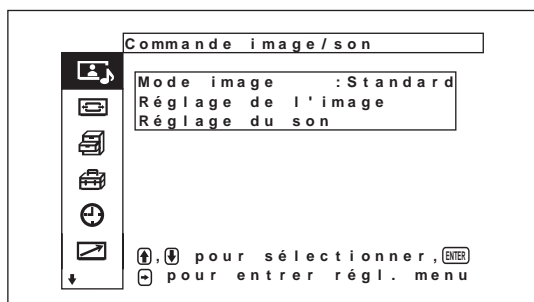 Commande image/son
Mode image :Standard
Réglage de l'image
Réglage du son
, pour sélectionner, ENTER
pour entrer régl. menu